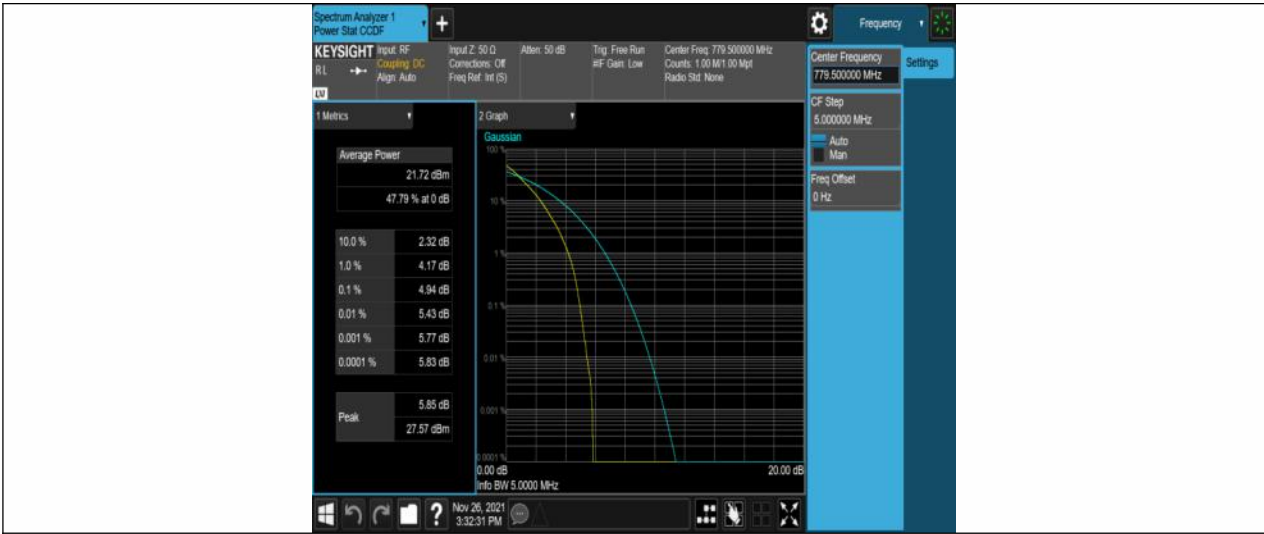 Spectrum Analyzer 1
Power Stat CCDF
+
Frequency
KEYSIGHT
Input: RF
Coupling: DC
Align: Auto
Input Z: 50 Ω
Corrections: Off
Freq Ref: Int (S)
Atten: 50 dB
Trig: Free Run
#IF Gain: Low
Center Freq: 779.500000 MHz
Counts: 1.00 M/1.00 Mpt
Radio Std: None
R L
LV
Center Frequency
779.500000 MHz
Settings
CF Step
5.000000 MHz
Auto
Man
Freq Offset
0 Hz
1 Metrics
Average Power
21.72 dBm
47.79 % at 0 dB
10.0 % 2.32 dB
1.0 % 4.17 dB
0.1 % 4.94 dB
0.01 % 5.43 dB
0.001 % 5.77 dB
0.0001 % 5.83 dB
Peak
5.85 dB
27.57 dBm
2 Graph
Gaussian
100 %
10 %
1 %
0.1 %
0.01 %
0.001 %
0.0001 %
0.00 dB
20.00 dB
Info BW 5.0000 MHz
?
Nov 26, 2021
3:32:31 PM